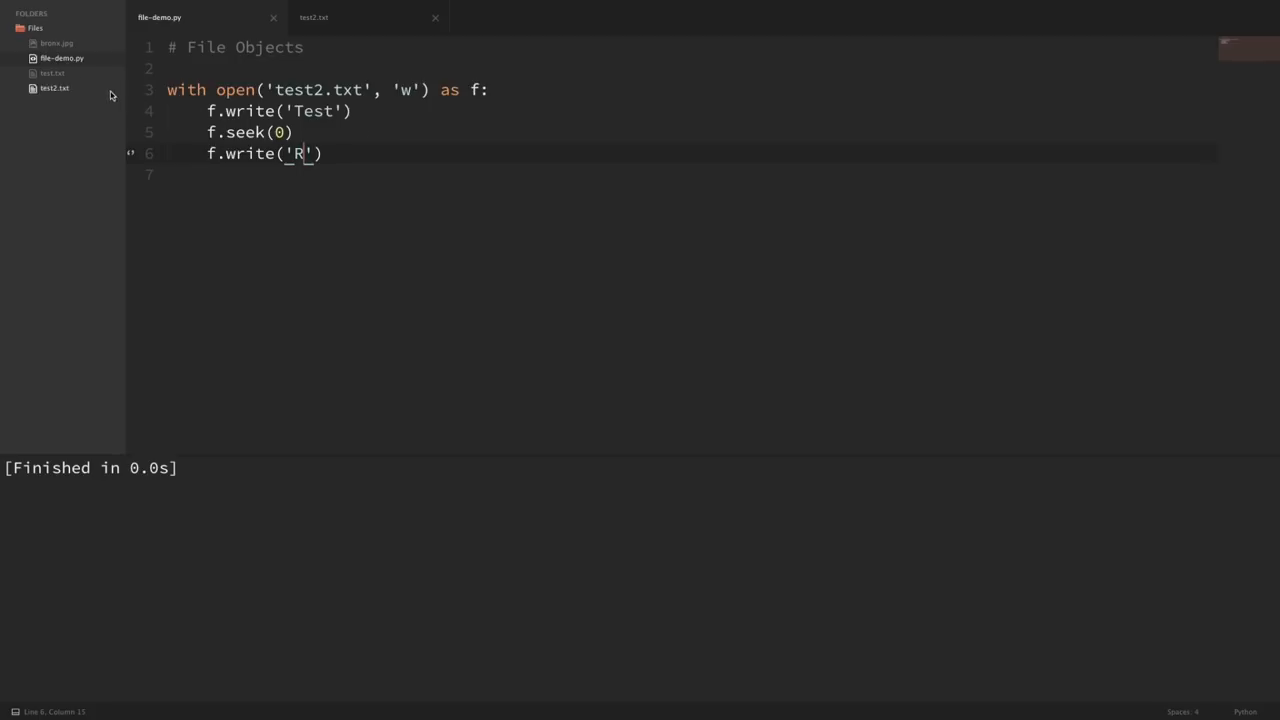 FOLDERS
Files
bronx.jpg
file-demo.py
test.txt
test2.txt
file-demo.py
test2.txt
1 # File Objects
2
3 with open('test2.txt', 'w') as f:
4     f.write('Test')
5     f.seek(0)
6     f.write('R')
7
[Finished in 0.0s]
Line 6, Column 15
Spaces: 4
Python